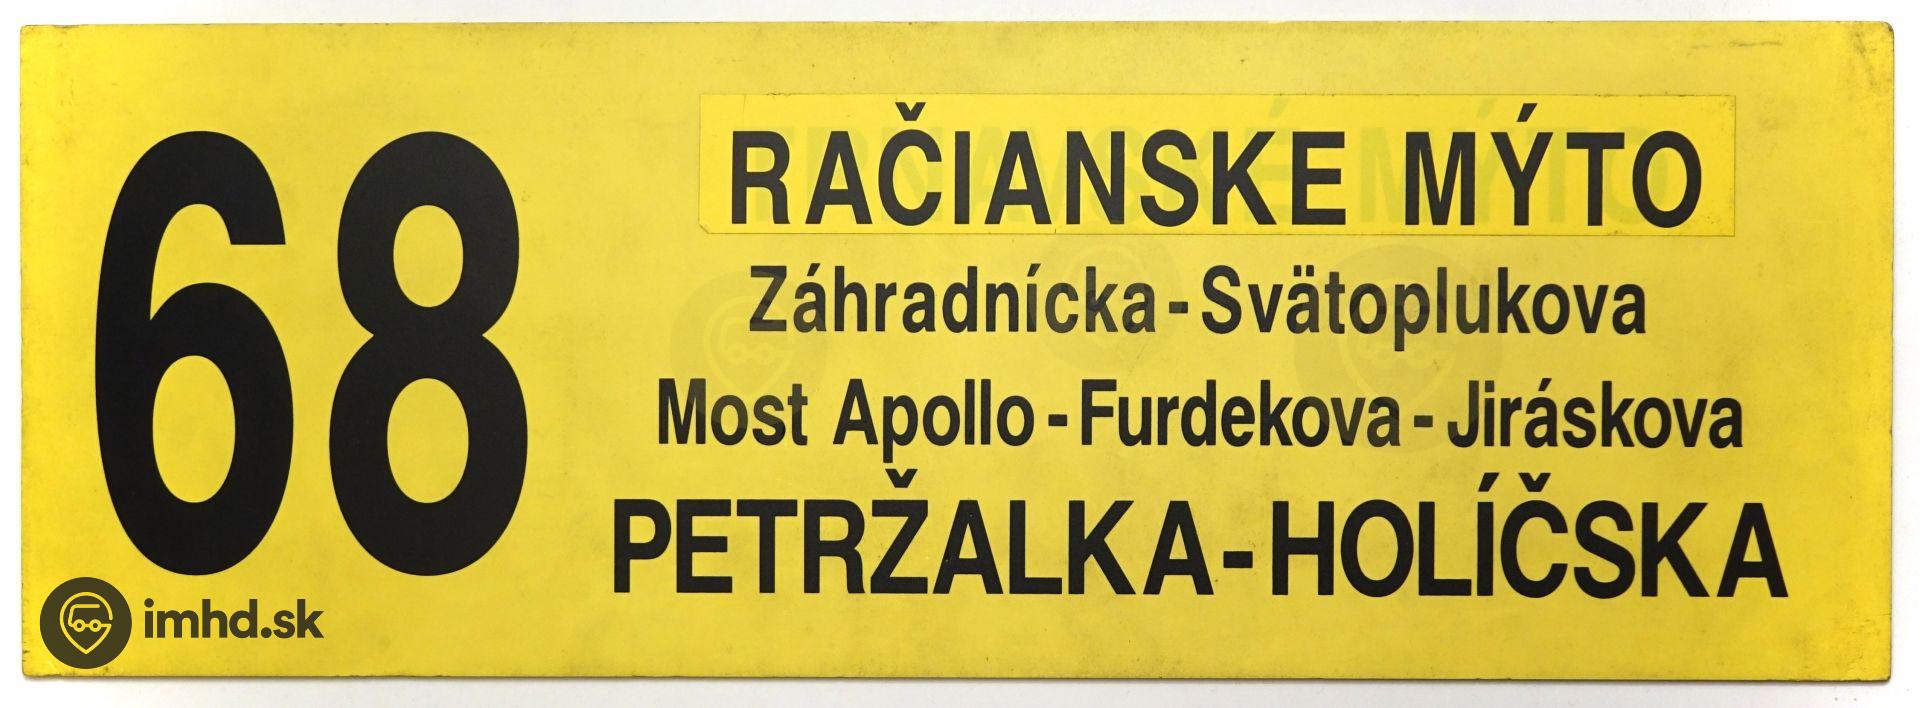 68
RAČIANSKE MÝTO
Záhradnícka - Svätoplukova
Most Apollo - Furdekova - Jiráskova
PETRŽALKA - HOLÍČSKA
imhd.sk